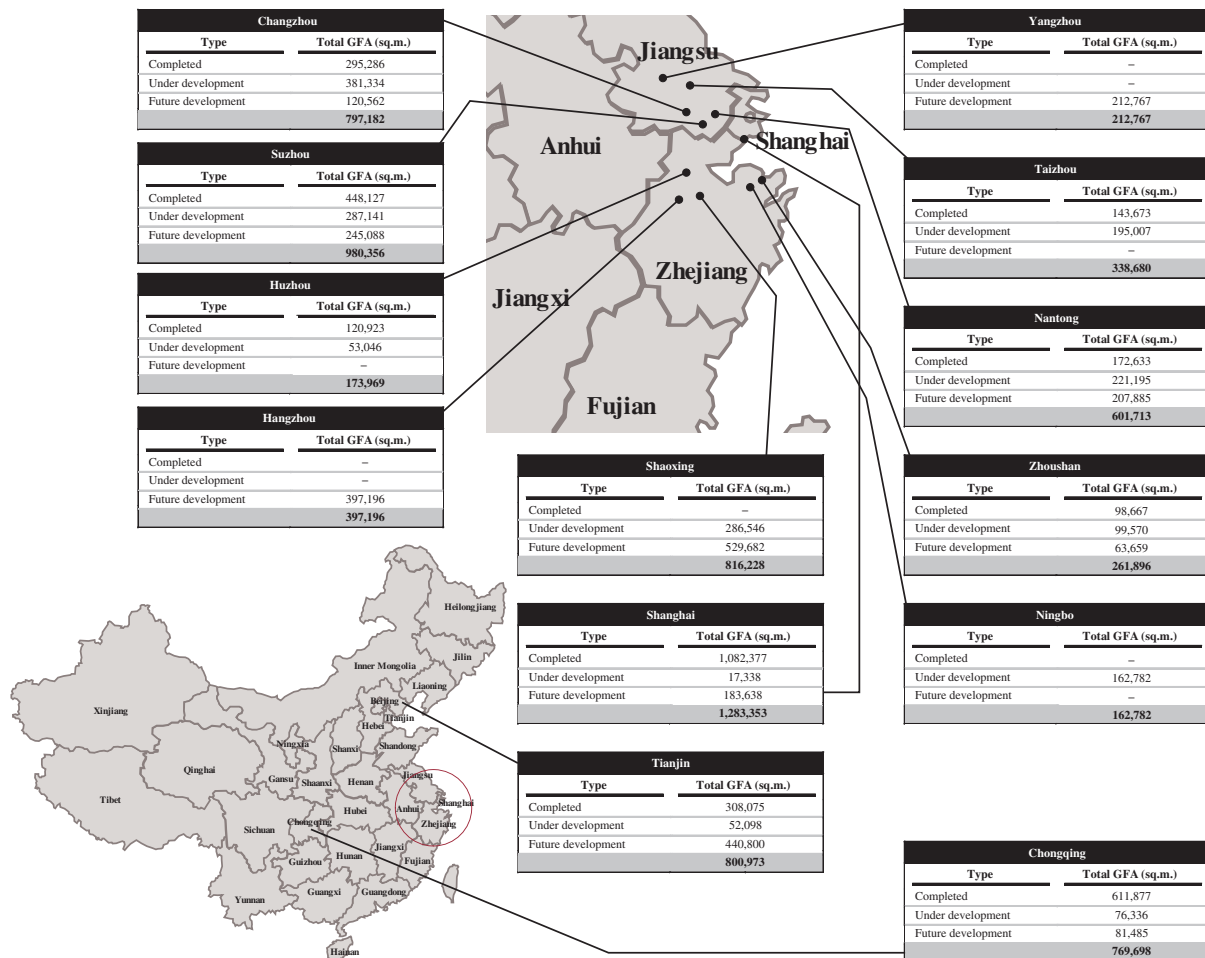 Changzhou
Type Total GFA (sq.m.)
Completed 295,286
Under development 381,334
Future development 120,562
797,182
Suzhou
Type Total GFA (sq.m.)
Completed 448,127
Under development 287,141
Future development 245,088
980,356
Huzhou
Type Total GFA (sq.m.)
Completed 120,923
Under development 53,046
Future development –
173,969
Hangzhou
Type Total GFA (sq.m.)
Completed –
Under development –
Future development 397,196
397,196
Jiangsu
Anhui
Shanghai
Zhejiang
Jiangxi
Fujian
Yangzhou
Type Total GFA (sq.m.)
Completed –
Under development –
Future development 212,767
212,767
Taizhou
Type Total GFA (sq.m.)
Completed 143,673
Under development 195,007
Future development –
338,680
Nantong
Type Total GFA (sq.m.)
Completed 172,633
Under development 221,195
Future development 207,885
601,713
Zhoushan
Type Total GFA (sq.m.)
Completed 98,667
Under development 99,570
Future development 63,659
261,896
Ningbo
Type Total GFA (sq.m.)
Completed –
Under development 162,782
Future development –
162,782
Shaoxing
Type Total GFA (sq.m.)
Completed –
Under development 286,546
Future development 529,682
816,228
Shanghai
Type Total GFA (sq.m.)
Completed 1,082,377
Under development 17,338
Future development 183,638
1,283,353
Tianjin
Type Total GFA (sq.m.)
Completed 308,075
Under development 52,098
Future development 440,800
800,973
Chongqing
Type Total GFA (sq.m.)
Completed 611,877
Under development 76,336
Future development 81,485
769,698
Heilongjiang
Jilin
Inner Mongolia
Liaoning
Beijing
Xinjiang
Tianjin
Hebei
Ningxia
Shanxi
Shandong
Qinghai
Gansu
Shaanxi
Henan
Jiangsu
Tibet
Shanghai
Hubei
Anhui
Sichuan
Chongqing
Zhejiang
Jiangxi
Guizhou
Hunan
Fujian
Yunnan
Guangxi
Guangdong
Hainan